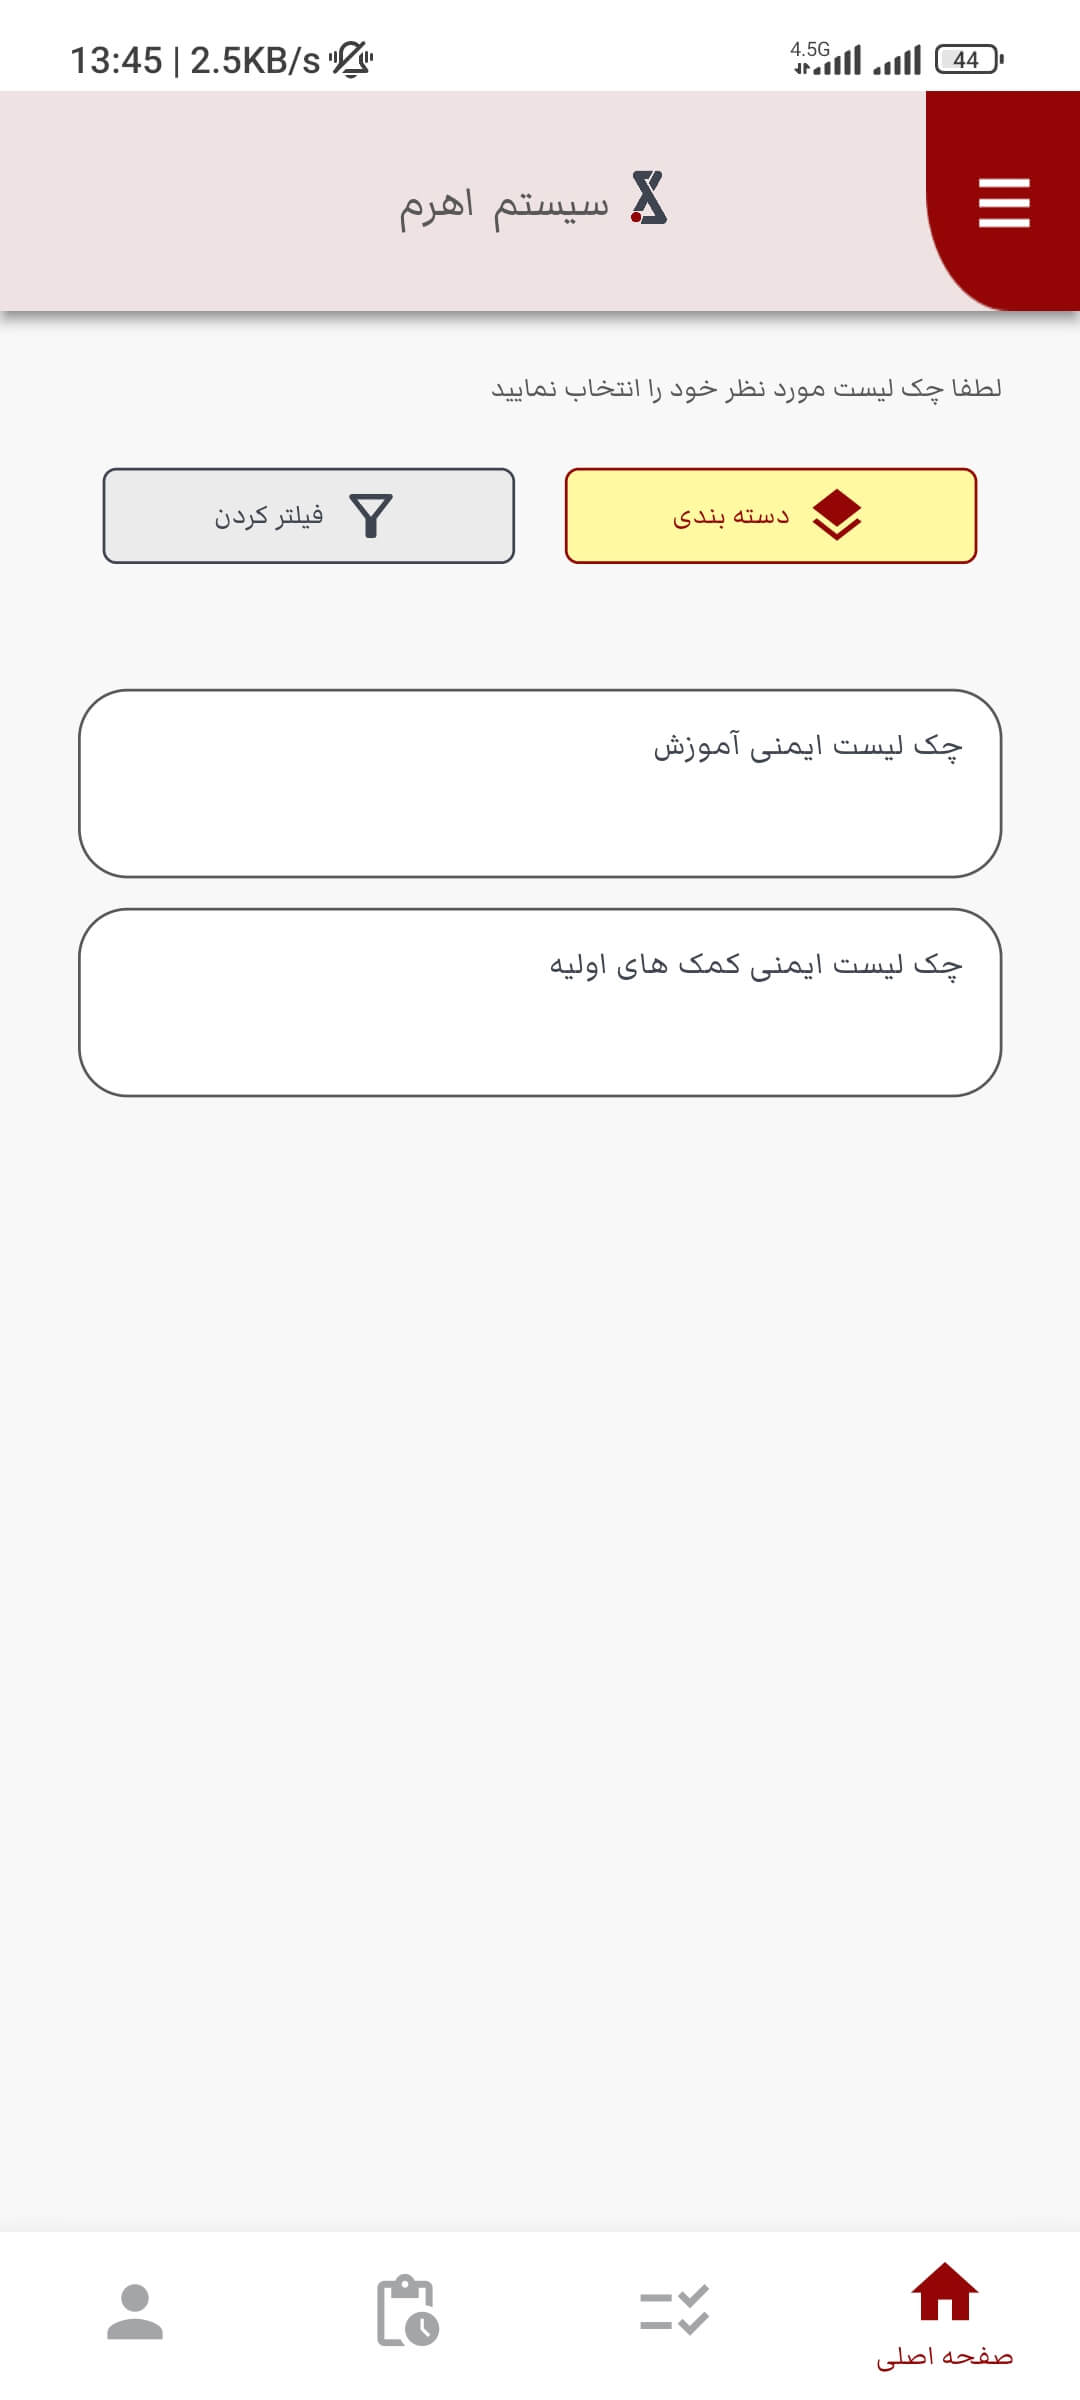 13:45 | 2.5KB/s
4.5G
44
سیستم اهرم
لطفا چک لیست مورد نظر خود را انتخاب نمایید
دسته بندی
فیلتر کردن
چک لیست ایمنی آموزش
چک لیست ایمنی کمک های اولیه
صفحه اصلی